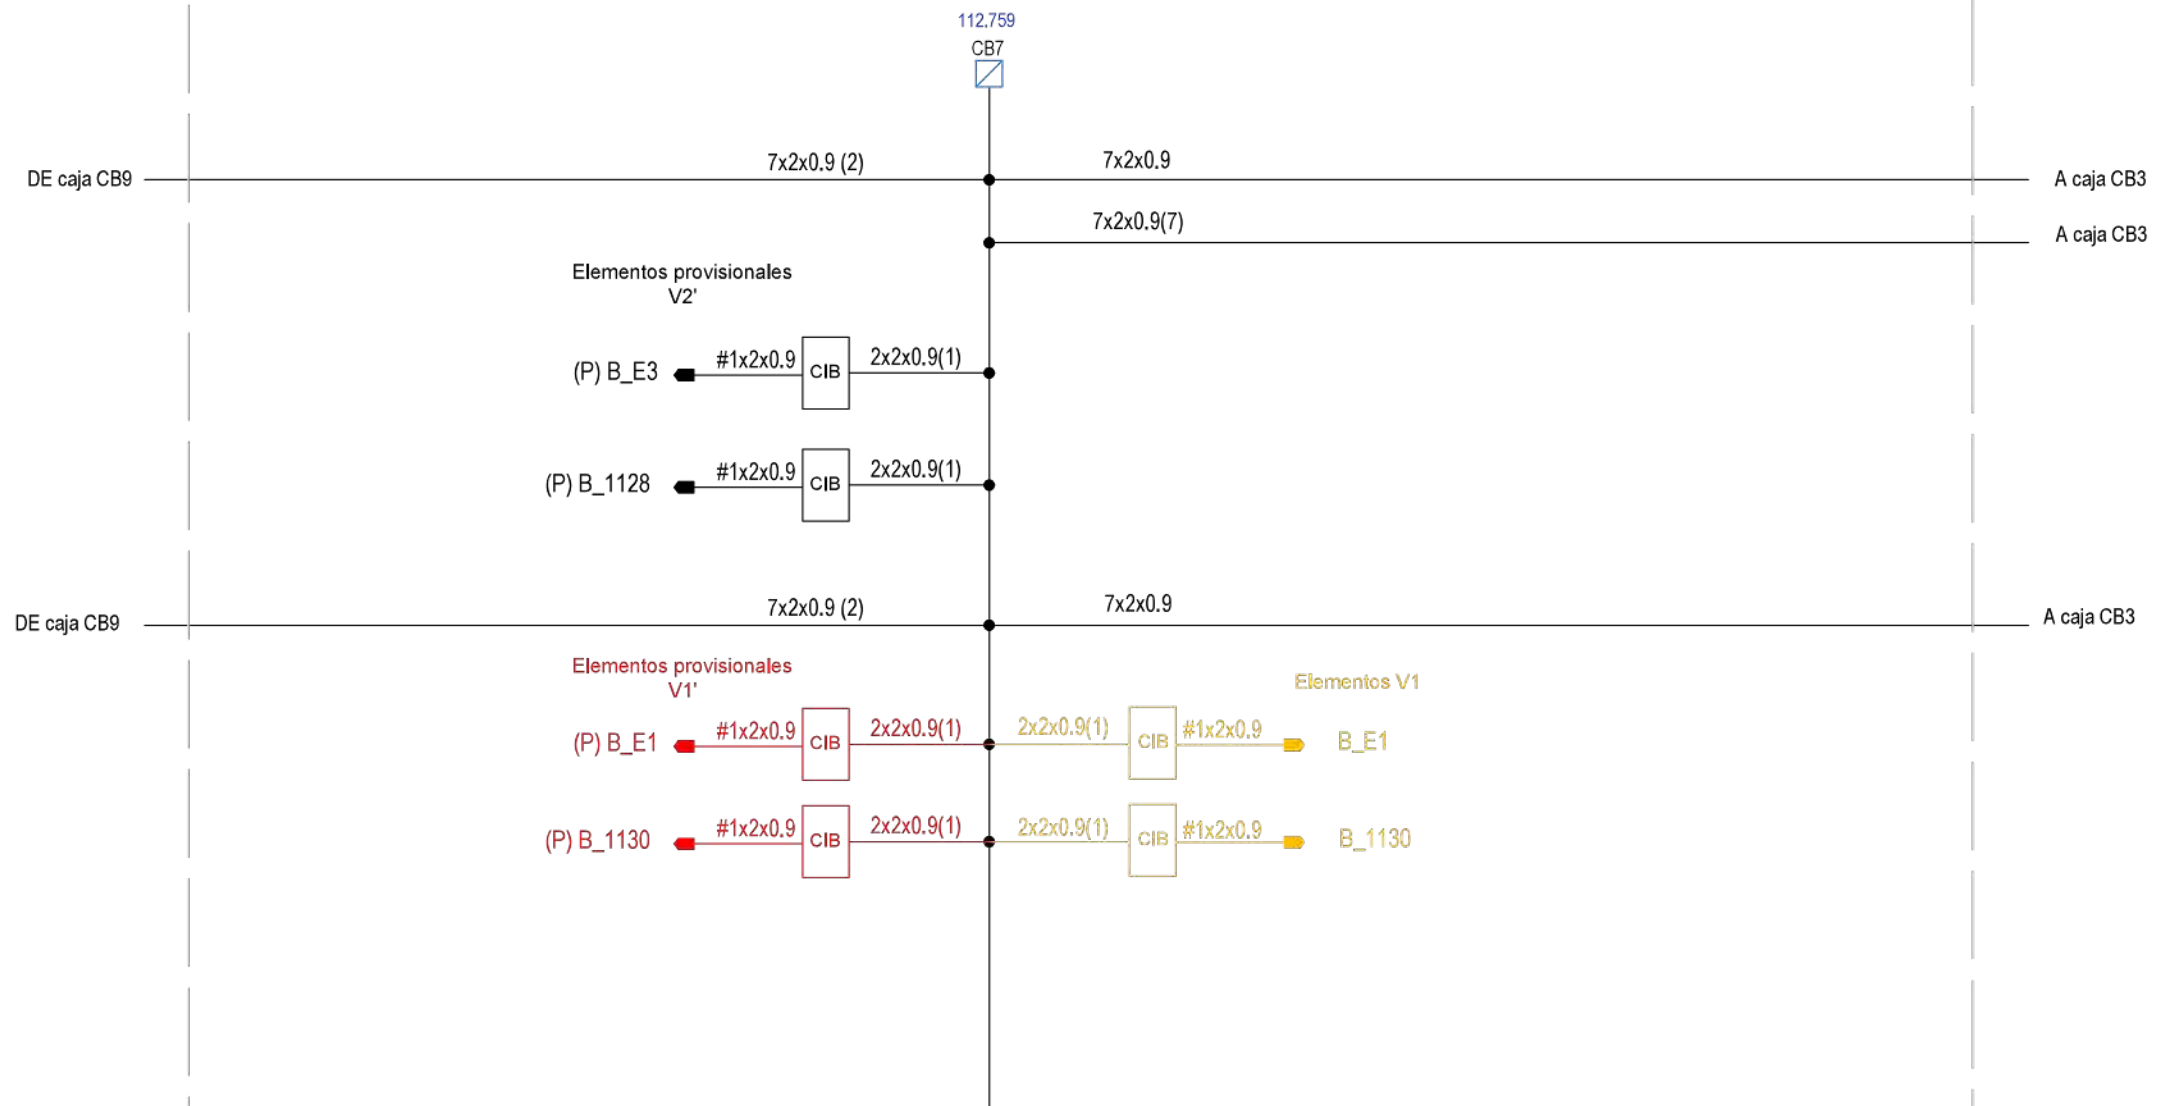 112.759
CB7
7x2x0.9 (2)
7x2x0.9
DE caja CB9
A caja CB3
7x2x0.9(7)
A caja CB3
Elementos provisionales
V2'
(P) B_E3
#1x2x0.9
CIB
2x2x0.9(1)
(P) B_1128
#1x2x0.9
CIB
2x2x0.9(1)
7x2x0.9 (2)
7x2x0.9
DE caja CB9
A caja CB3
Elementos provisionales
V1'
Elementos V1
(P) B_E1
#1x2x0.9
CIB
2x2x0.9(1)
2x2x0.9(1)
CIB
#1x2x0.9
B_E1
(P) B_1130
#1x2x0.9
CIB
2x2x0.9(1)
2x2x0.9(1)
CIB
#1x2x0.9
B_1130